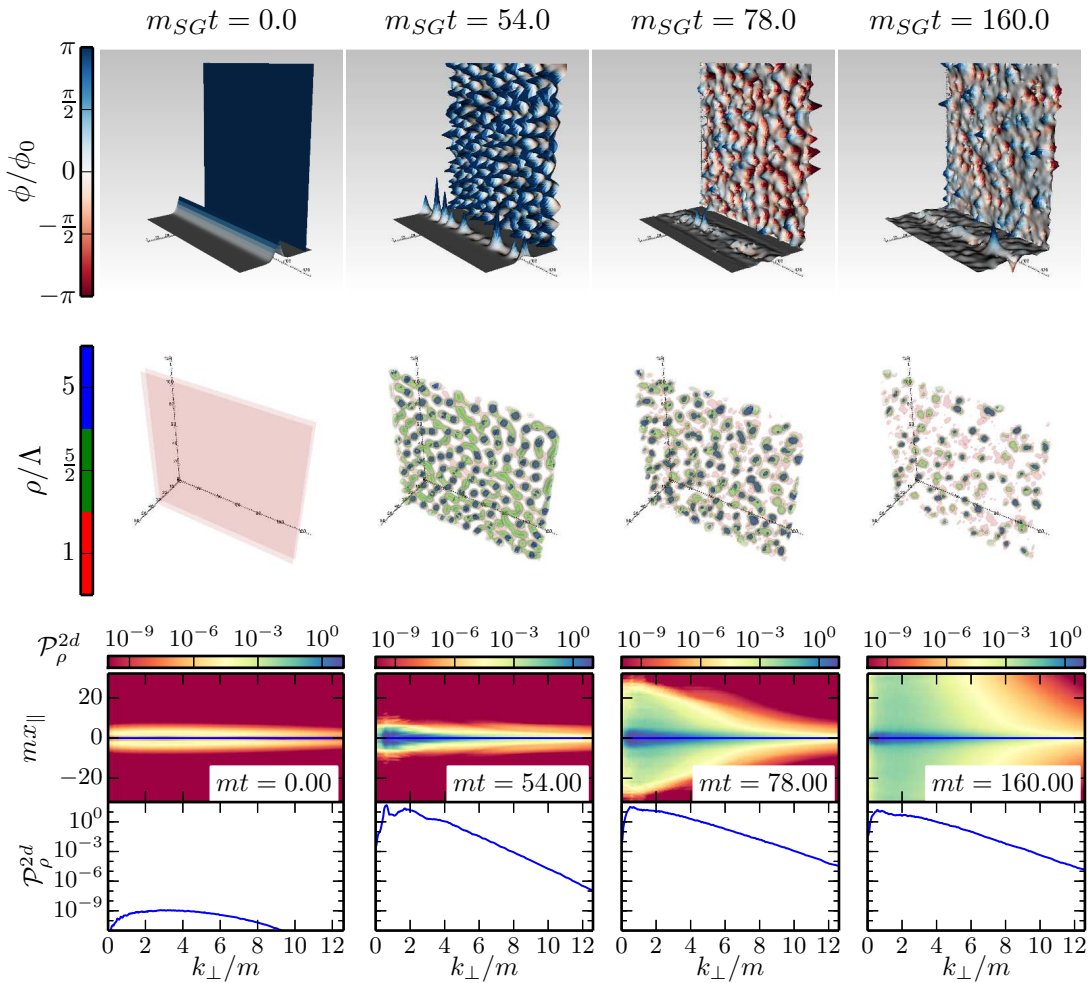 m_{SG}t = 0.0 m_{SG}t = 54.0 m_{SG}t = 78.0 m_{SG}t = 160.0
π
π/2
0
−π/2
−π
ϕ/ϕ_0
5
5/2
1
ρ/Λ
𝒫_ρ^{2d} 10^{-9} 10^{-6} 10^{-3} 10^0 10^{-9} 10^{-6} 10^{-3} 10^0 10^{-9} 10^{-6} 10^{-3} 10^0 10^{-9} 10^{-6} 10^{-3} 10^0
20
0
−20
mx_∥
mt = 0.00 mt = 54.00 mt = 78.00 mt = 160.00
10^0
10^{-3}
10^{-6}
10^{-9}
𝒫_ρ^{2d}
0 2 4 6 8 10 12 0 2 4 6 8 10 12 0 2 4 6 8 10 12 0 2 4 6 8 10 12
k_⊥/m k_⊥/m k_⊥/m k_⊥/m